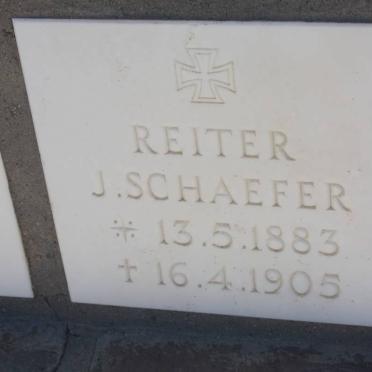 REITER
J. SCHAEFER
* 13.5.1883
† 16.4.1905